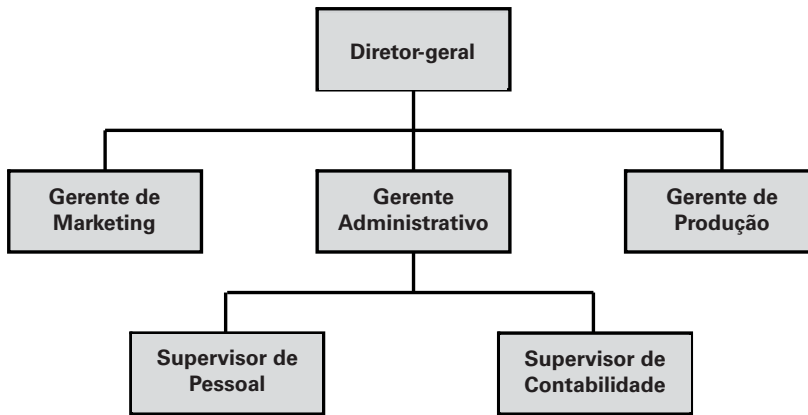 Diretor-geral
Gerente de
Marketing
Gerente
Administrativo
Gerente de
Produção
Supervisor de
Pessoal
Supervisor de
Contabilidade